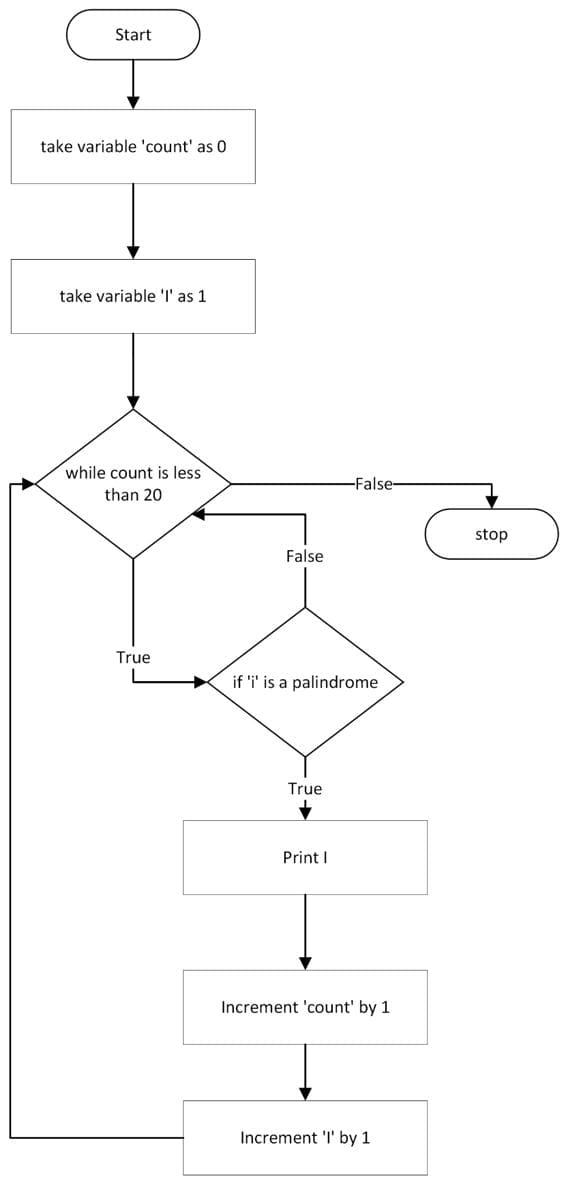 Start
take variable 'count' as 0
take variable 'I' as 1
while count is less
than 20
False
stop
False
True
if 'i' is a palindrome
True
Print I
Increment 'count' by 1
Increment 'I' by 1